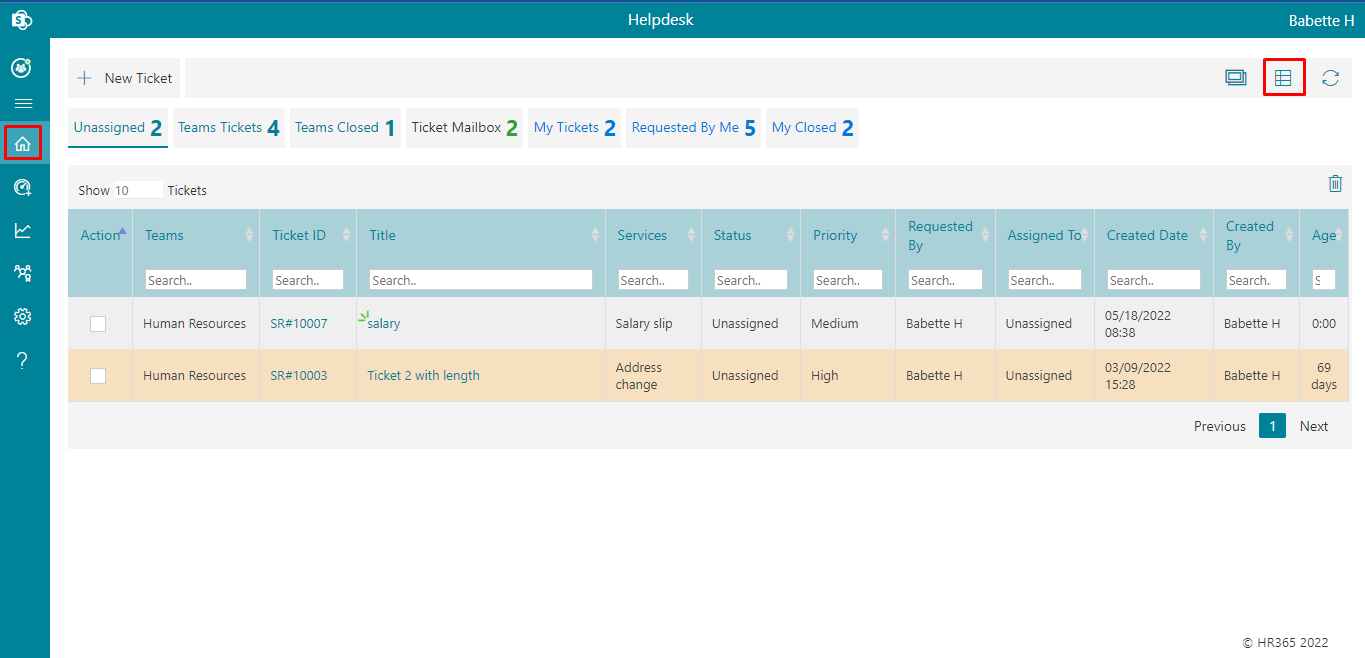 Helpdesk
Babette H
New Ticket
Unassigned 2 Teams Tickets 4 Teams Closed 1 Ticket Mailbox 2 My Tickets 2 Requested By Me 5 My Closed 2
Show 10 Tickets
Action Teams Ticket ID Title Services Status Priority Requested By Assigned To Created Date Created By Age
Search.. Search.. Search.. Search.. Search.. Search.. Search.. Search.. Search.. Search.. S
Human Resources SR#10007 salary Salary slip Unassigned Medium Babette H Unassigned 05/18/2022 08:38 Babette H 0:00
Human Resources SR#10003 Ticket 2 with length Address change Unassigned High Babette H Unassigned 03/09/2022 15:28 Babette H 69 days
Previous 1 Next
© HR365 2022